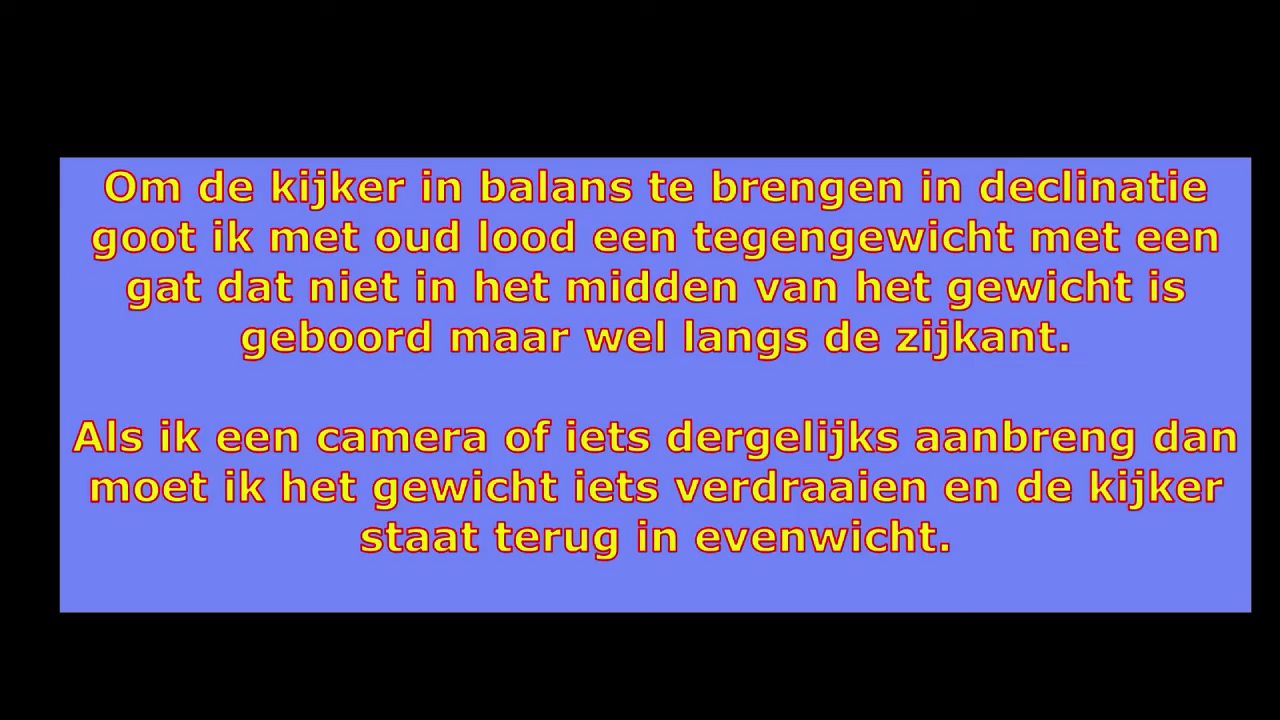 Om de kijker in balans te brengen in declinatie
goot ik met oud lood een tegengewicht met een
gat dat niet in het midden van het gewicht is
geboord maar wel langs de zijkant.
Als ik een camera of iets dergelijks aanbreng dan
moet ik het gewicht iets verdraaien en de kijker
staat terug in evenwicht.